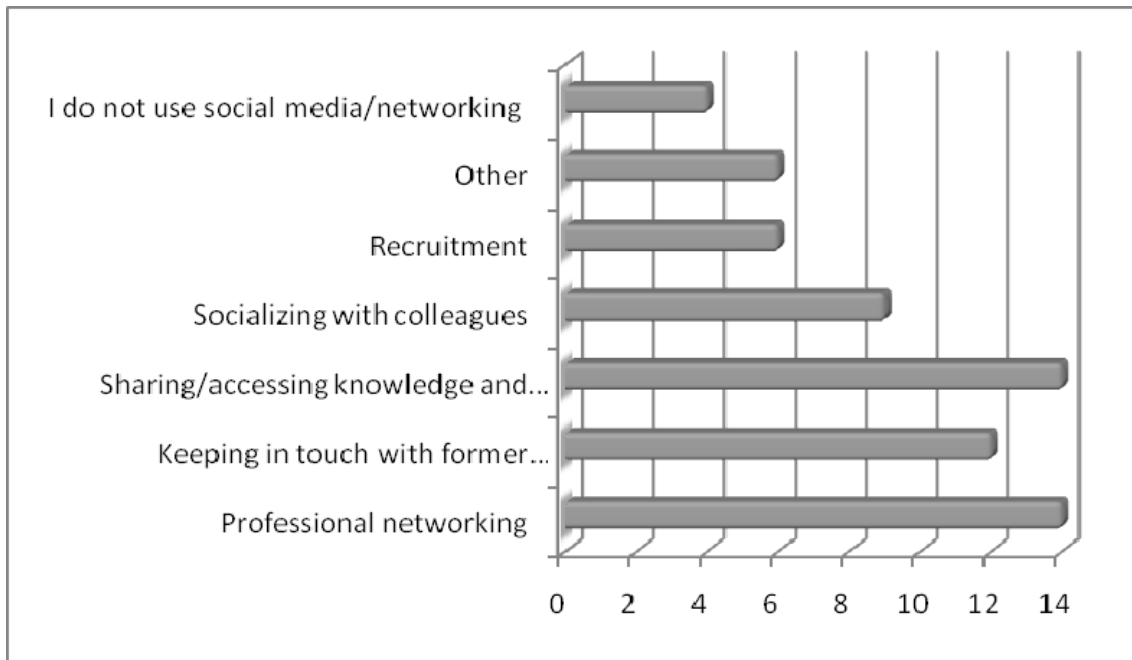 I do not use social media/networking
Other
Recruitment
Socializing with colleagues
Sharing/accessing knowledge and...
Keeping in touch with former...
Professional networking
0 2 4 6 8 10 12 14